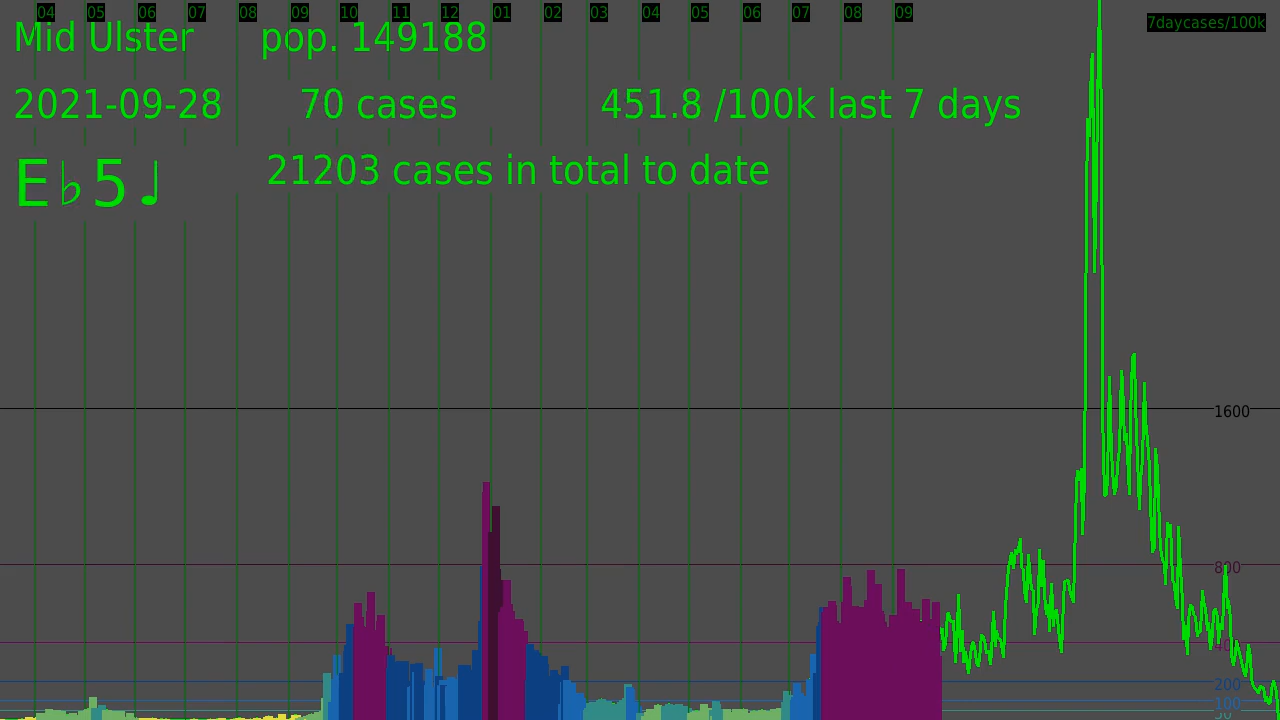 04 05 06 07 08 09 10 11 12 01 02 03 04 05 06 07 08 09
7daycases/100k
Mid Ulster pop. 149188
2021-09-28 70 cases 451.8 /100k last 7 days
E♭5♩ 21203 cases in total to date
1600
800
400
200
100
50